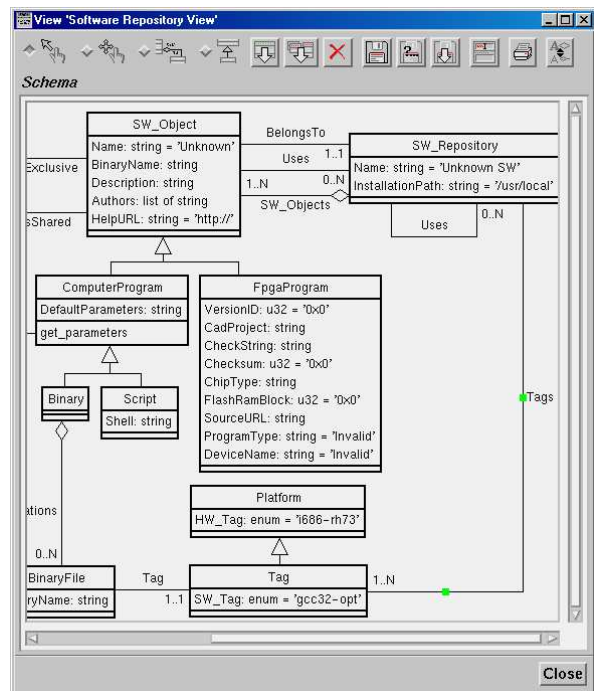 View 'Software Repository View'
Schema
SW_Object
Name: string = 'Unknown'
BinaryName: string
Description: string
Authors: list of string
HelpURL: string = 'http://'
Exclusive
sShared
BelongsTo
Uses
1..1
1..N
0..N
SW_Objects
SW_Repository
Name: string = 'Unknown SW'
InstallationPath: string = '/usr/local'
0..N
Uses
ComputerProgram
DefaultParameters: string
get_parameters
FpgaProgram
VersionID: u32 = '0x0'
CadProject: string
CheckString: string
Checksum: u32 = '0x0'
ChipType: string
FlashRamBlock: u32 = '0x0'
SourceURL: string
ProgramType: string = 'Invalid'
DeviceName: string = 'Invalid'
Binary
Script
Shell: string
Tags
Platform
HW_Tag: enum = 'i686-rh73'
ations
0..N
BinaryFile
ryName: string
Tag
1..1
Tag
SW_Tag: enum = 'gcc32-opt'
1..N
Close